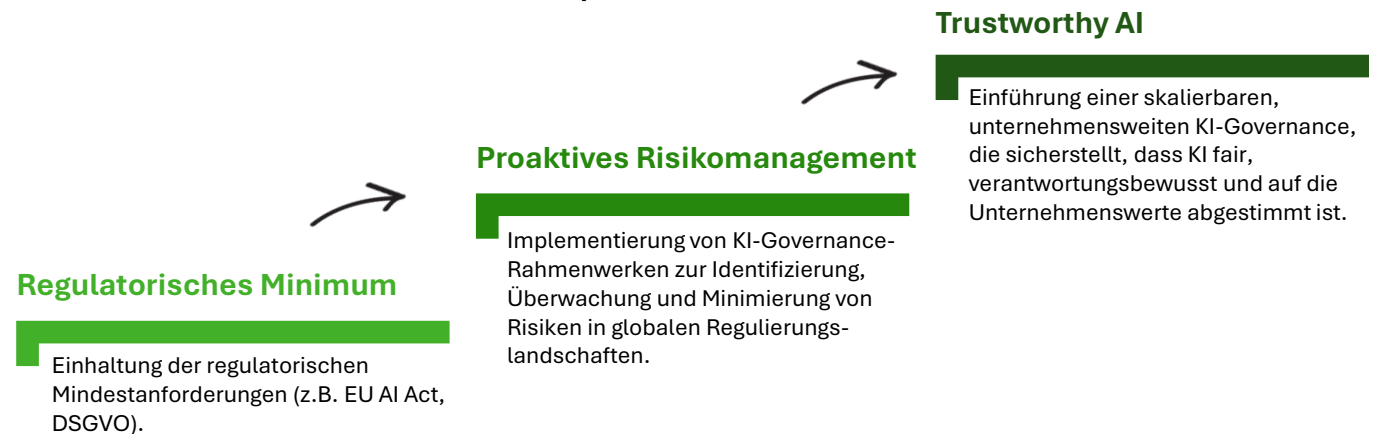 Trustworthy AI
Einführung einer skalierbaren,
unternehmensweiten KI-Governance,
die sicherstellt, dass KI fair,
verantwortungsbewusst und auf die
Unternehmenswerte abgestimmt ist.
Proaktives Risikomanagement
Implementierung von KI-Governance-
Rahmenwerken zur Identifizierung,
Überwachung und Minimierung von
Risiken in globalen Regulierungs-
landschaften.
Regulatorisches Minimum
Einhaltung der regulatorischen
Mindestanforderungen (z.B. EU AI Act,
DSGVO).